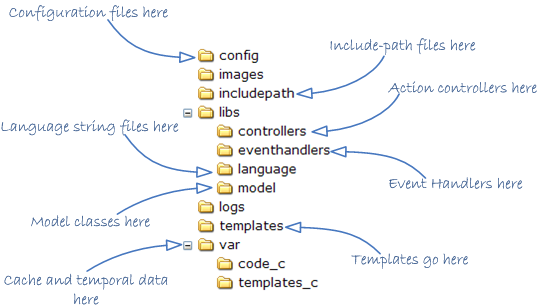 Configuration files here
Include-path files here
config
images
Action controllers here
includepath
libs
Language string files here
controllers
eventhandlers
language
Event Handlers here
model
Model classes here
logs
templates
Templates go here
var
Cache and temporal data
here
code_c
templates_c